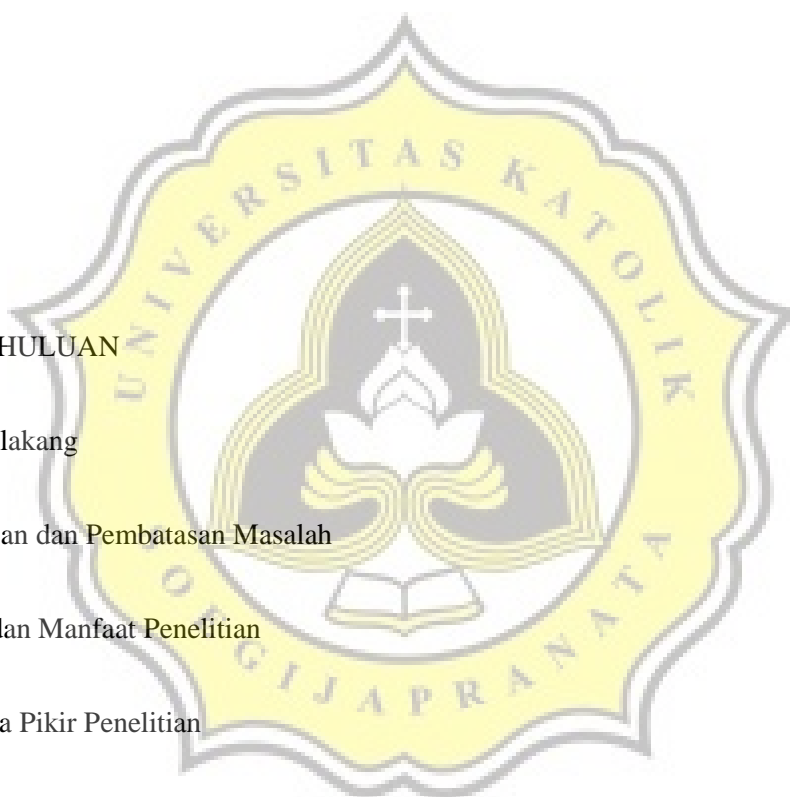 UNIVERSITAS KATOLIK
HULUAN
lakang
an dan Pembatasan Masalah
dan Manfaat Penelitian
a Pikir Penelitian
SOEGIJAPRANATA